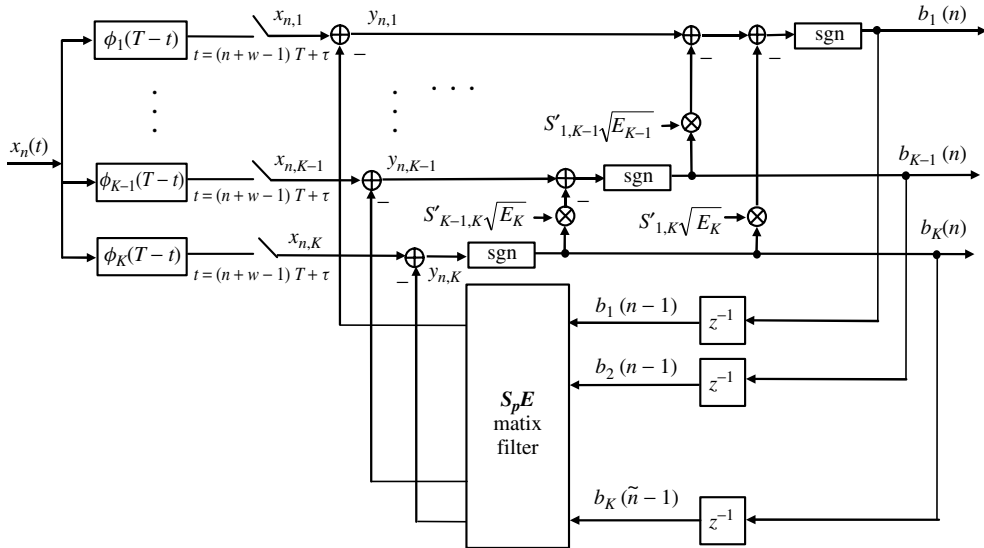 x_{n,1} y_{n,1} b_1 (n)
ϕ_1(T−t) sgn
t = (n + w −1) T + τ
x_n(t)
S′_{1,K−1}√E_{K−1}
x_{n,K−1} y_{n,K−1} b_{K−1} (n)
ϕ_{K−1}(T−t) sgn
t = (n + w −1) T + τ
S′_{K−1,K}√E_K S′_{1,K}√E_K
x_{n,K} b_K(n)
ϕ_K(T−t) sgn
t = (n + w −1) T + τ y_{n,K}
b_1 (n−1) z^{−1}
b_2 (n−1) z^{−1}
S_pE
matix
filter
b_K (ñ −1) z^{−1}